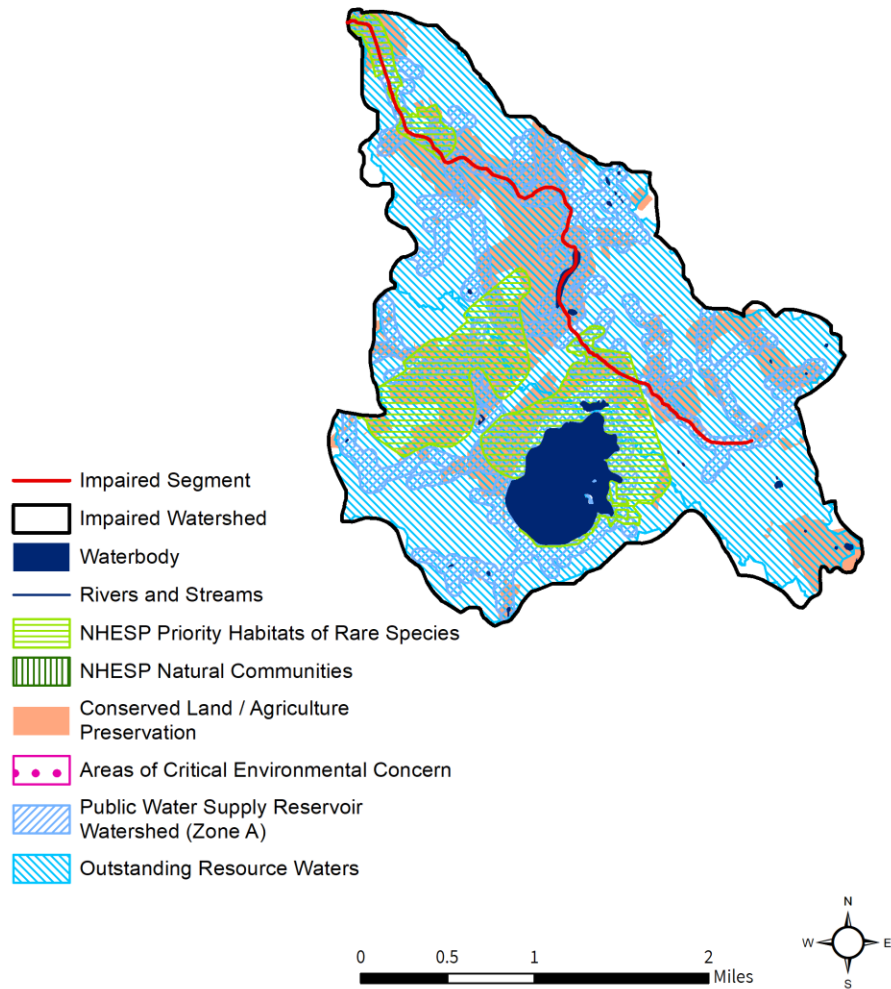 Impaired Segment
Impaired Watershed
Waterbody
Rivers and Streams
NHESP Priority Habitats of Rare Species
NHESP Natural Communities
Conserved Land / Agriculture
Preservation
Areas of Critical Environmental Concern
Public Water Supply Reservoir
Watershed (Zone A)
Outstanding Resource Waters
N
W E
S
0 0.5 1 2
Miles